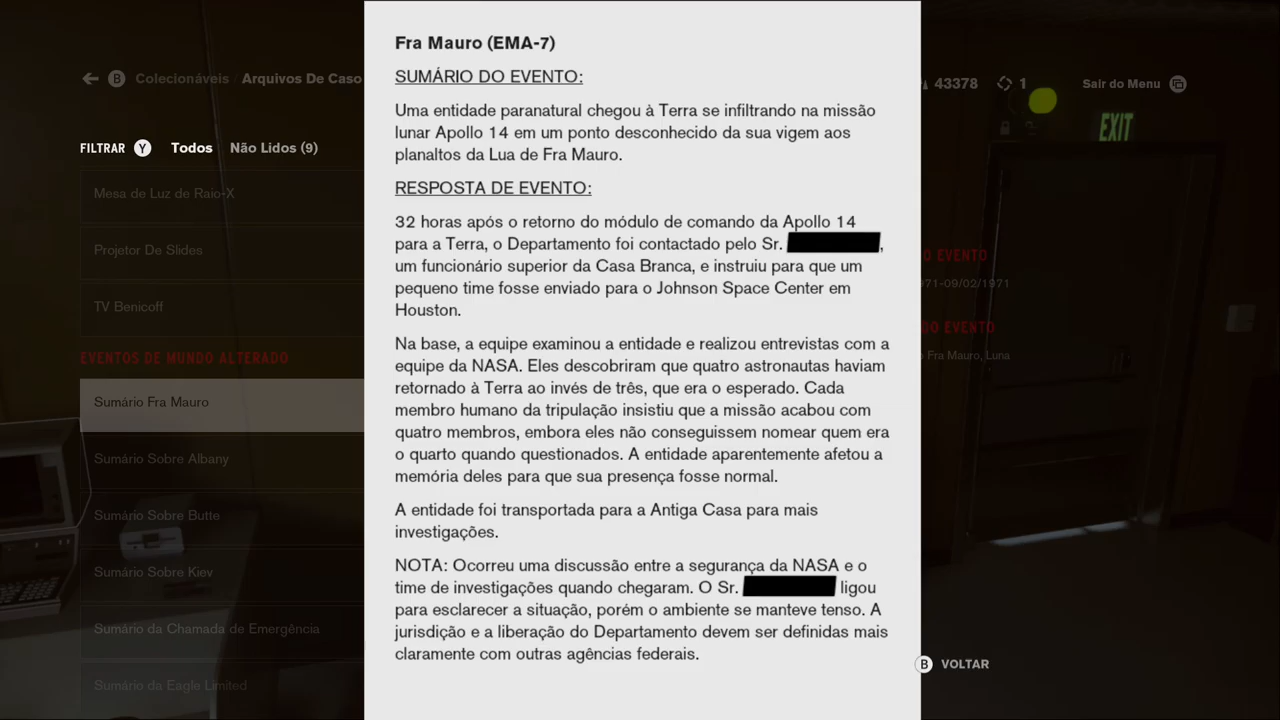 Fra Mauro (EMA-7)
SUMÁRIO DO EVENTO:
Uma entidade paranatural chegou à Terra se infiltrando na missão
lunar Apollo 14 em um ponto desconhecido da sua vigem aos
planaltos da Lua de Fra Mauro.
RESPOSTA DE EVENTO:
32 horas após o retorno do módulo de comando da Apollo 14
para a Terra, o Departamento foi contactado pelo Sr. ,
um funcionário superior da Casa Branca, e instruiu para que um
pequeno time fosse enviado para o Johnson Space Center em
Houston.
Na base, a equipe examinou a entidade e realizou entrevistas com a
equipe da NASA. Eles descobriram que quatro astronautas haviam
retornado à Terra ao invés de três, que era o esperado. Cada
membro humano da tripulação insistiu que a missão acabou com
quatro membros, embora eles não conseguissem nomear quem era
o quarto quando questionados. A entidade aparentemente afetou a
memória deles para que sua presença fosse normal.
A entidade foi transportada para a Antiga Casa para mais
investigações.
NOTA: Ocorreu uma discussão entre a segurança da NASA e o
time de investigações quando chegaram. O Sr. ligou
para esclarecer a situação, porém o ambiente se manteve tenso. A
jurisdição e a liberação do Departamento devem ser definidas mais
claramente com outras agências federais.
B Colecionáveis / Arquivos De Caso
43378 1 Sair do Menu
EXIT
FILTRAR Y Todos Não Lidos (9)
Mesa de Luz de Raio-X
Projetor De Slides
TV Benicoff
EVENTOS DE MUNDO ALTERADO
Sumário Fra Mauro
Sumário Sobre Albany
Sumário Sobre Butte
Sumário Sobre Kiev
Sumário da Chamada de Emergência
Sumário da Eagle Limited
O EVENTO
971-09/02/1971
DO EVENTO
Fra Mauro, Luna
B VOLTAR